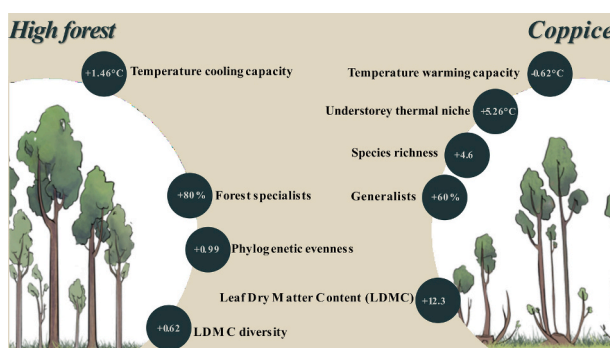 High forest
Coppice
+1.46°C Temperature cooling capacity
Temperature warming capacity -0.62°C
Understorey thermal niche +5.26°C
Species richness +4.6
+80% Forest specialists
Generalists +60%
+0.99 Phylogenetic evenness
Leaf Dry Matter Content (LDMC) +12.3
+0.62 LDMC diversity